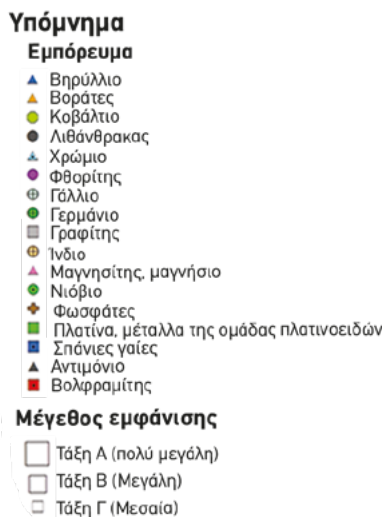 Υπόμνημα
Εμπόρευμα
Βηρύλλιο
Βοράτες
Κοβάλτιο
Λιθάνθρακας
Χρώμιο
Φθορίτης
Γάλλιο
Γερμάνιο
Γραφίτης
Ίνδιο
Μαγνησίτης, μαγνήσιο
Νιόβιο
Φωσφάτες
Πλατίνα, μέταλλα της ομάδας πλατινοειδών
Σπάνιες γαίες
Αντιμόνιο
Βολφραμίτης
Μέγεθος εμφάνισης
Τάξη Α (πολύ μεγάλη)
Τάξη Β (Μεγάλη)
Τάξη Γ (Μεσαία)